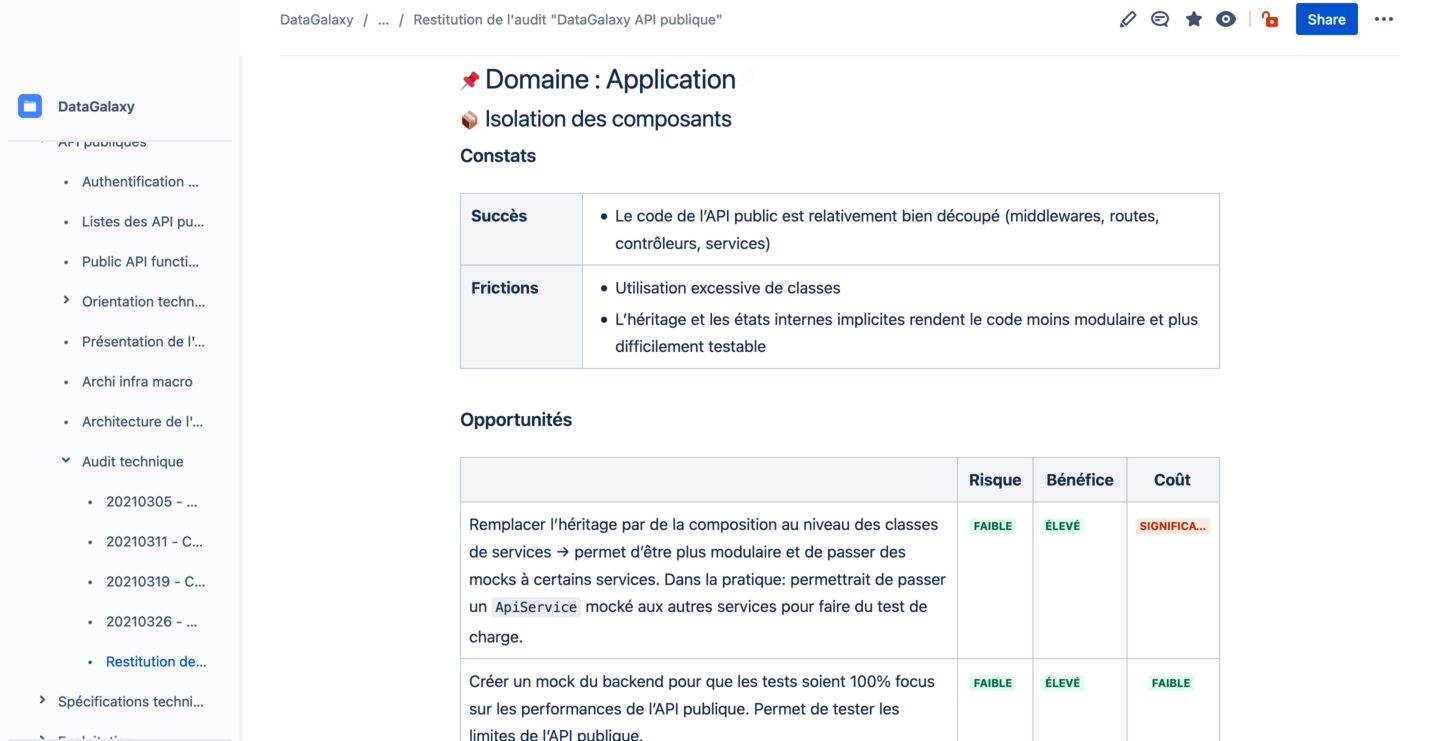 DataGalaxy / ... / Restitution de l'audit "DataGalaxy API publique"
Share
DataGalaxy
API publiques
Authentification ...
Listes des API pu...
Public API functi...
Orientation techn...
Présentation de l'...
Archi infra macro
Architecture de l'...
Audit technique
20210305 - ...
20210311 - C...
20210319 - C...
20210326 - ...
Restitution de...
Spécifications techni...
Domaine : Application
Isolation des composants
Constats
Succès
Le code de l’API public est relativement bien découpé (middlewares, routes,
contrôleurs, services)
Frictions
Utilisation excessive de classes
L’héritage et les états internes implicites rendent le code moins modulaire et plus
difficilement testable
Opportunités
Risque Bénéfice Coût
Remplacer l’héritage par de la composition au niveau des classes
de services → permet d’être plus modulaire et de passer des
mocks à certains services. Dans la pratique: permettrait de passer
un ApiService mocké aux autres services pour faire du test de
charge.
FAIBLE ÉLEVÉ SIGNIFICA...
Créer un mock du backend pour que les tests soient 100% focus
sur les performances de l’API publique. Permet de tester les
limites de l’API publique.
FAIBLE ÉLEVÉ FAIBLE